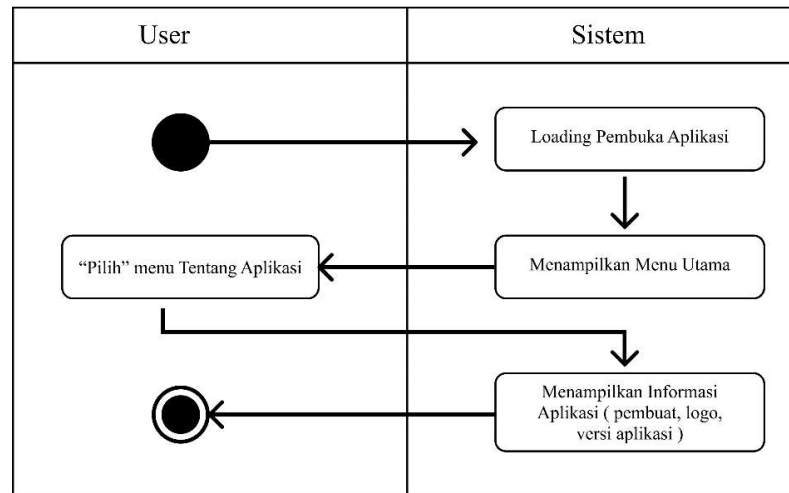 User
Sistem
Loading Pembuka Aplikasi
“Pilih” menu Tentang Aplikasi
Menampilkan Menu Utama
Menampilkan Informasi
Aplikasi ( pembuat, logo,
versi aplikasi )